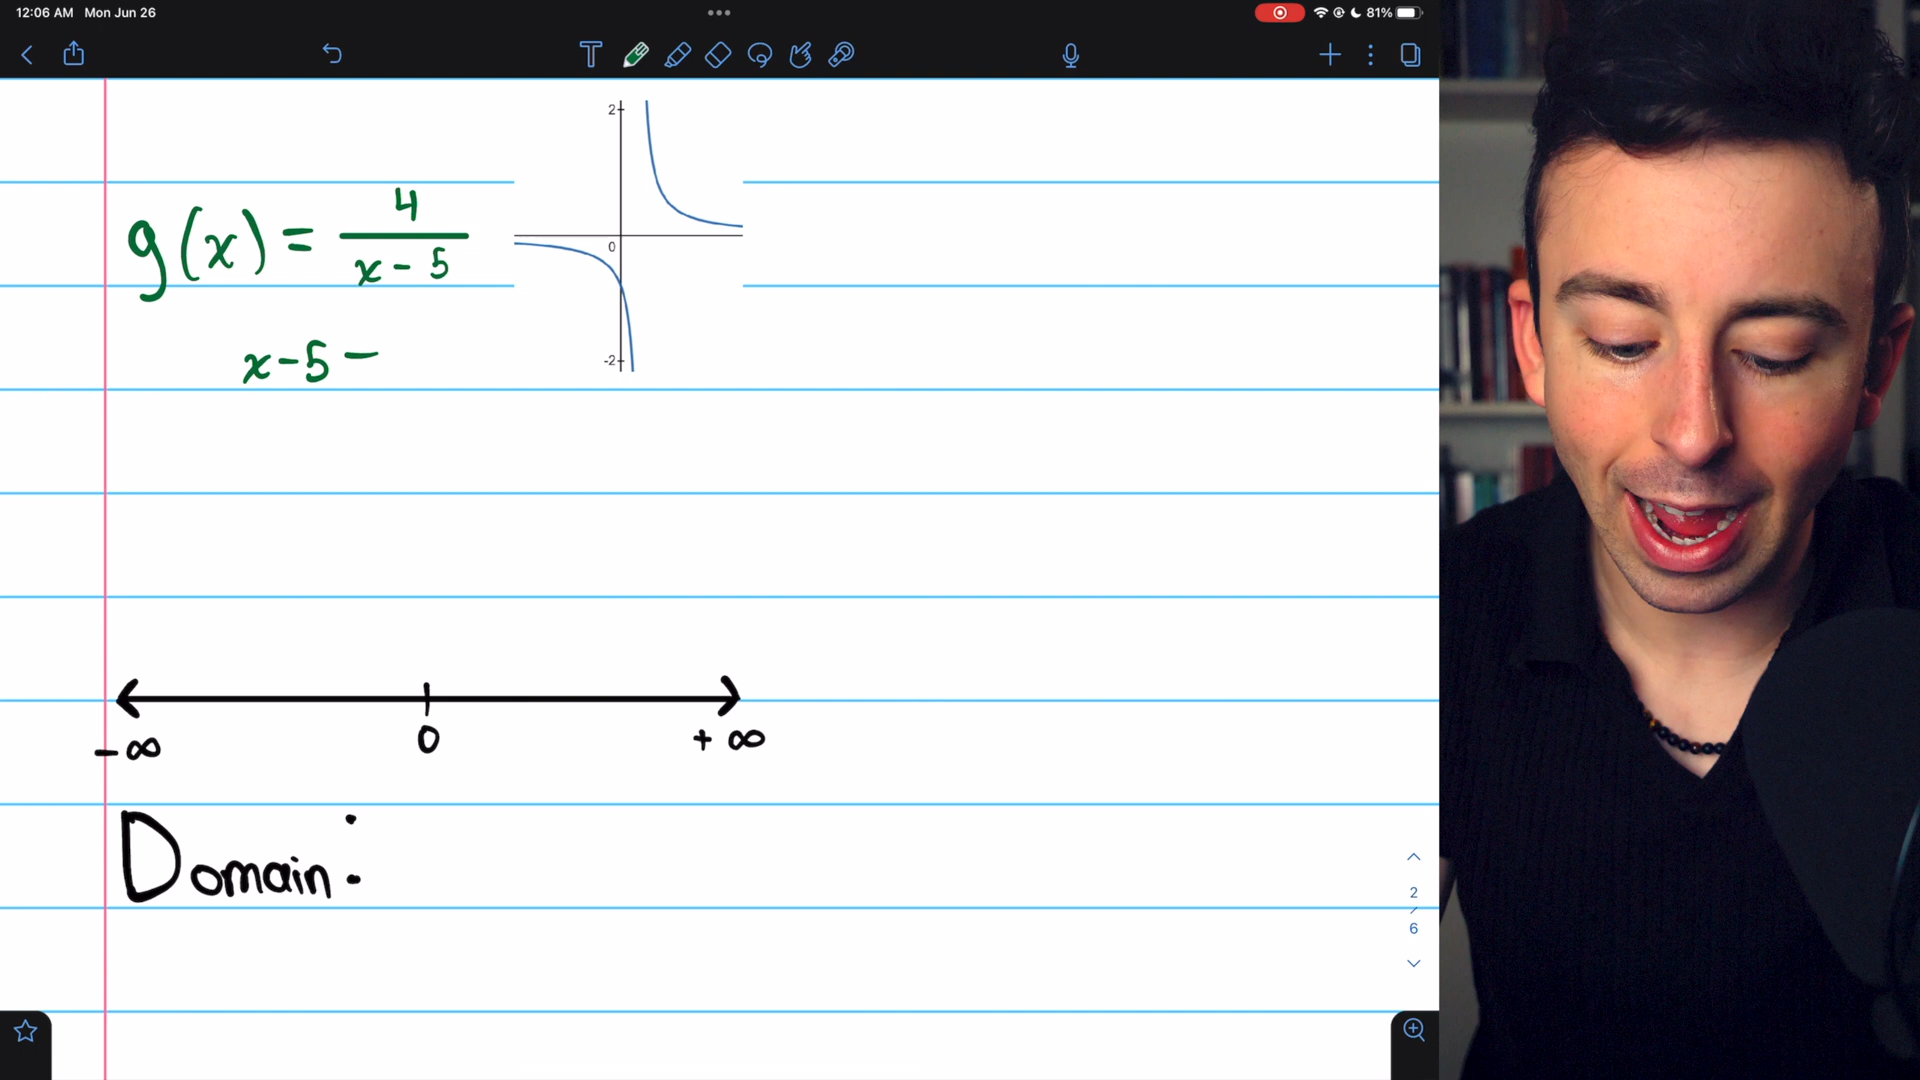 12:06 AM Mon Jun 26
81%
2
g(x) = 4 / x - 5
0
x - 5 -
-2
- ∞ 0 + ∞
Domain:
2
/
6